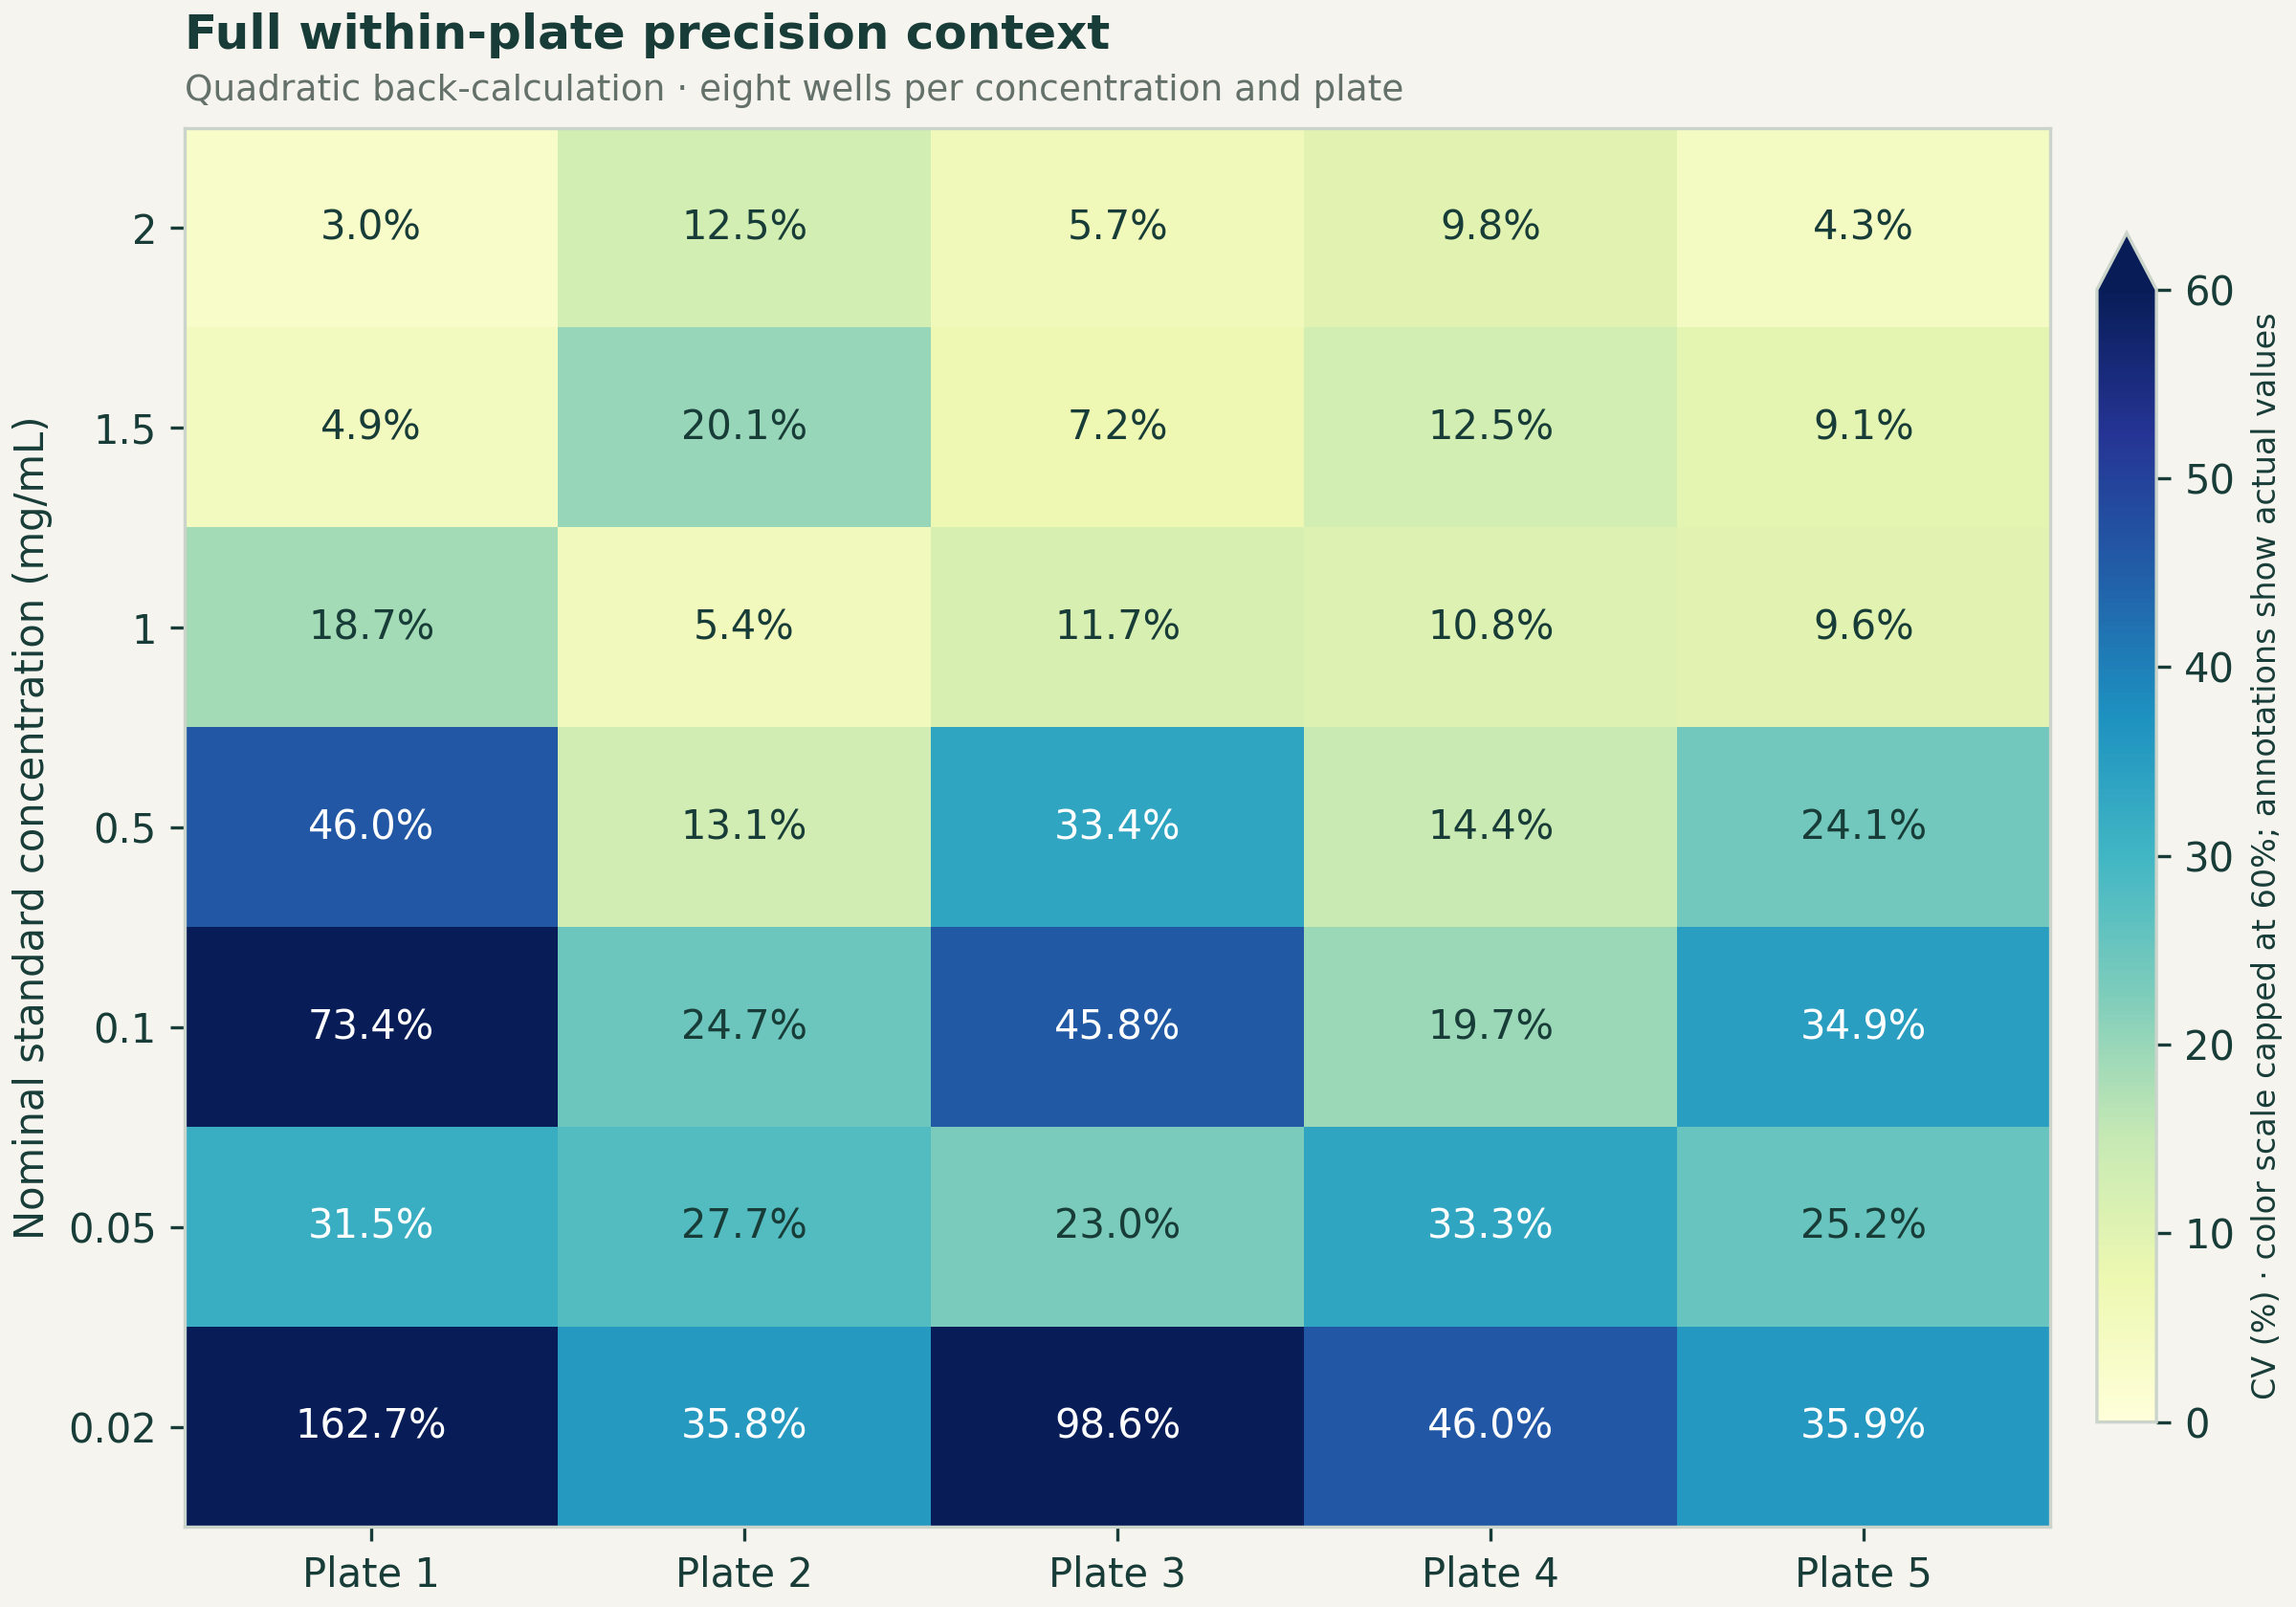 Full within-plate precision context
Quadratic back-calculation · eight wells per concentration and plate
Nominal standard concentration (mg/mL)
2 3.0% 12.5% 5.7% 9.8% 4.3%
1.5 4.9% 20.1% 7.2% 12.5% 9.1%
1 18.7% 5.4% 11.7% 10.8% 9.6%
0.5 46.0% 13.1% 33.4% 14.4% 24.1%
0.1 73.4% 24.7% 45.8% 19.7% 34.9%
0.05 31.5% 27.7% 23.0% 33.3% 25.2%
0.02 162.7% 35.8% 98.6% 46.0% 35.9%
Plate 1 Plate 2 Plate 3 Plate 4 Plate 5
60
50
40
30
20
10
0
CV (%) · color scale capped at 60%; annotations show actual values